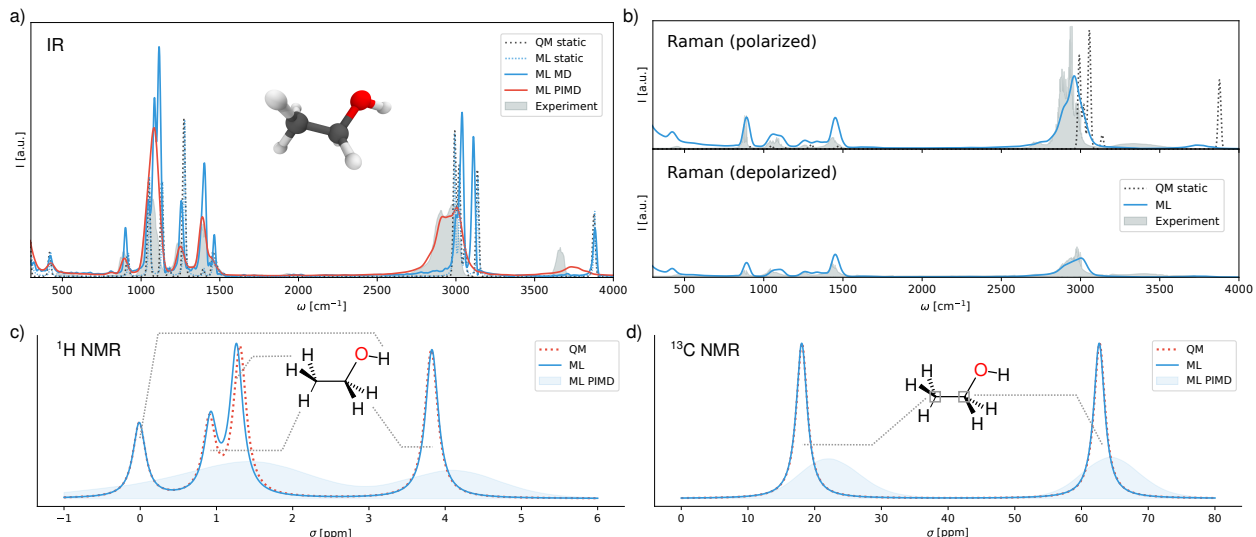 a)
IR
QM static
ML static
ML MD
ML PIMD
Experiment
I [a.u.]
500 1000 1500 2000 2500 3000 3500 4000
ω [cm⁻¹]
b)
Raman (polarized)
I [a.u.]
Raman (depolarized)
QM static
ML
Experiment
I [a.u.]
500 1000 1500 2000 2500 3000 3500 4000
ω [cm⁻¹]
c)
¹H NMR
QM
ML
ML PIMD
O H
H
H
H
H
H
−1 0 1 2 3 4 5 6
σ [ppm]
d)
¹³C NMR
QM
ML
ML PIMD
O H
H
H
H
H
H
0 10 20 30 40 50 60 70 80
σ [ppm]